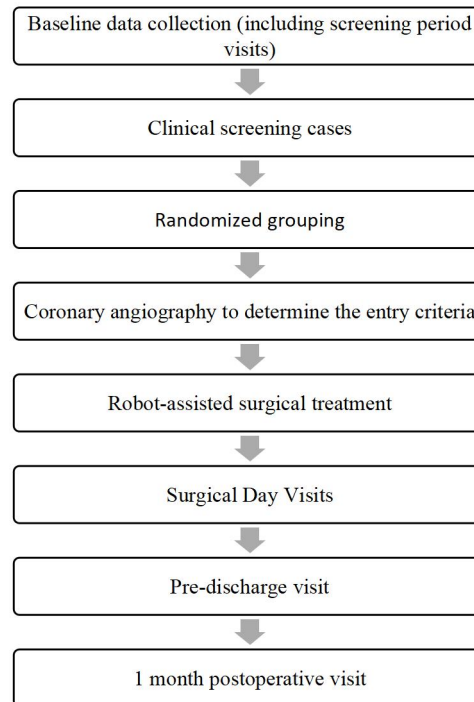 Baseline data collection (including screening period
visits)
Clinical screening cases
Randomized grouping
Coronary angiography to determine the entry criteria
Robot-assisted surgical treatment
Surgical Day Visits
Pre-discharge visit
1 month postoperative visit